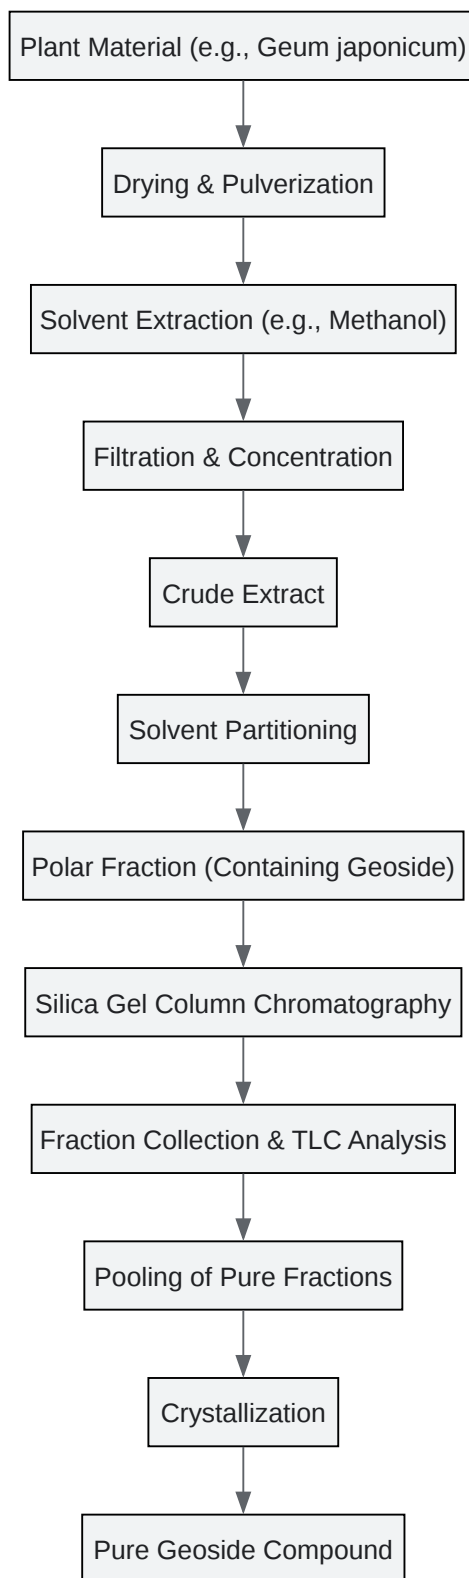 Plant Material (e.g., Geum japonicum)
Drying & Pulverization
Solvent Extraction (e.g., Methanol)
Filtration & Concentration
Crude Extract
Solvent Partitioning
Polar Fraction (Containing Geoside)
Silica Gel Column Chromatography
Fraction Collection & TLC Analysis
Pooling of Pure Fractions
Crystallization
Pure Geoside Compound